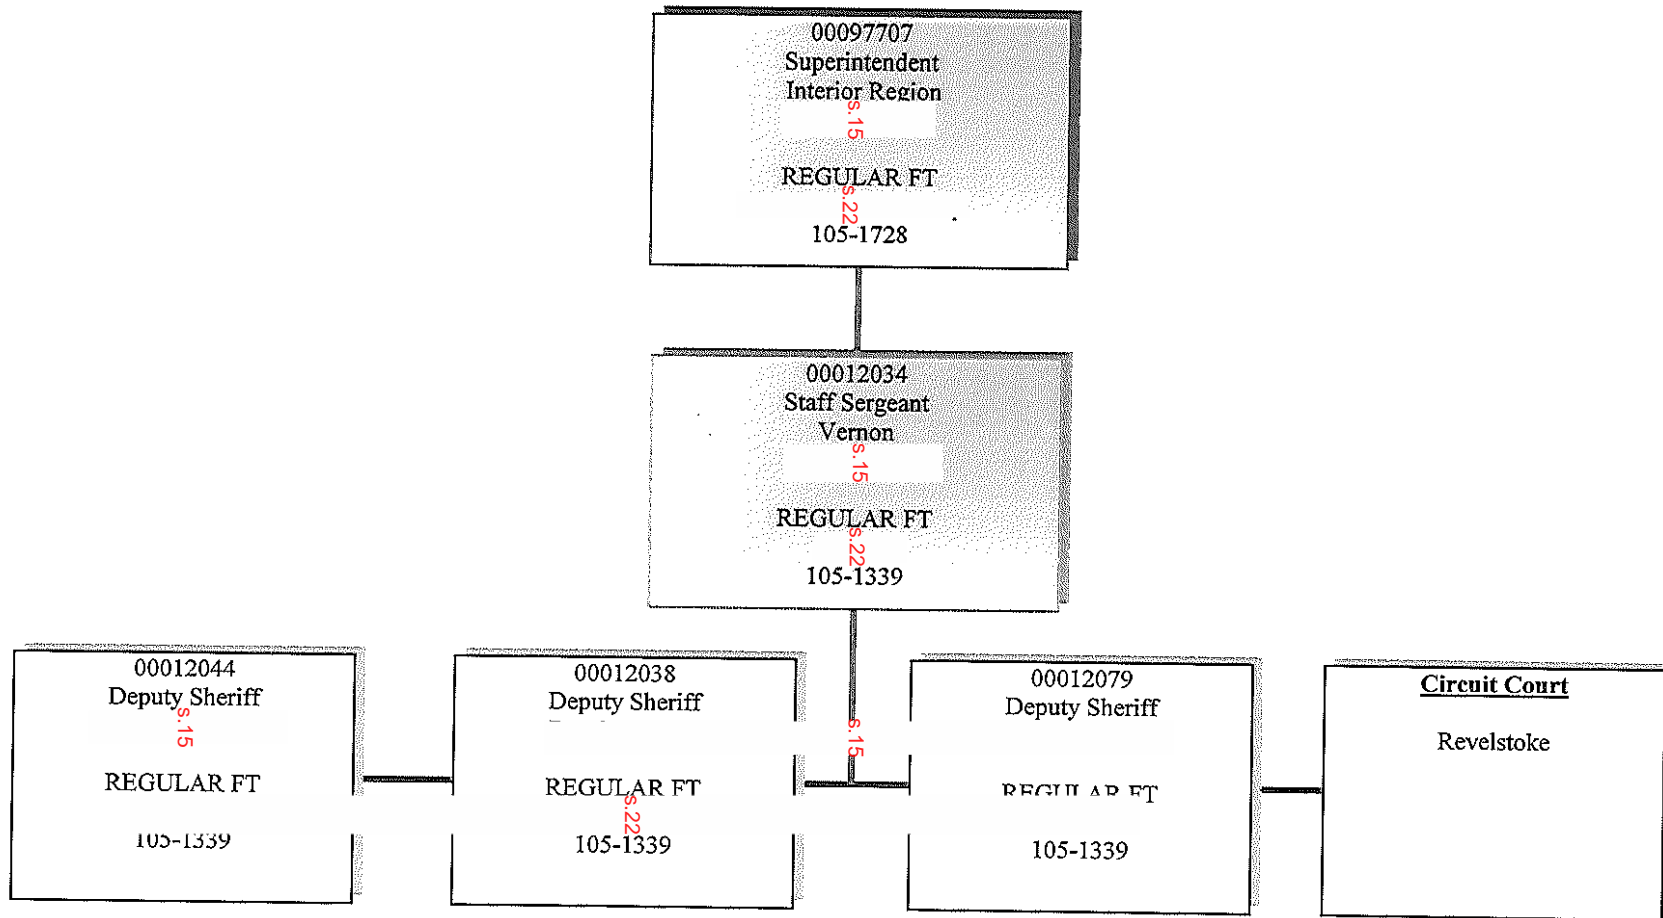 00097707
Superintendent
Interior Region
s.15
REGULAR FT
s.22
105-1728
00012034
Staff Sergeant
Vernon
s.15
REGULAR FT
s.22
105-1339
00012044
Deputy Sheriff
s.15
REGULAR FT
105-1339
00012038
Deputy Sheriff
REGULAR FT
s.22
105-1339
s.15
00012079
Deputy Sheriff
REGULAR FT
105-1339
Circuit Court
Revelstoke